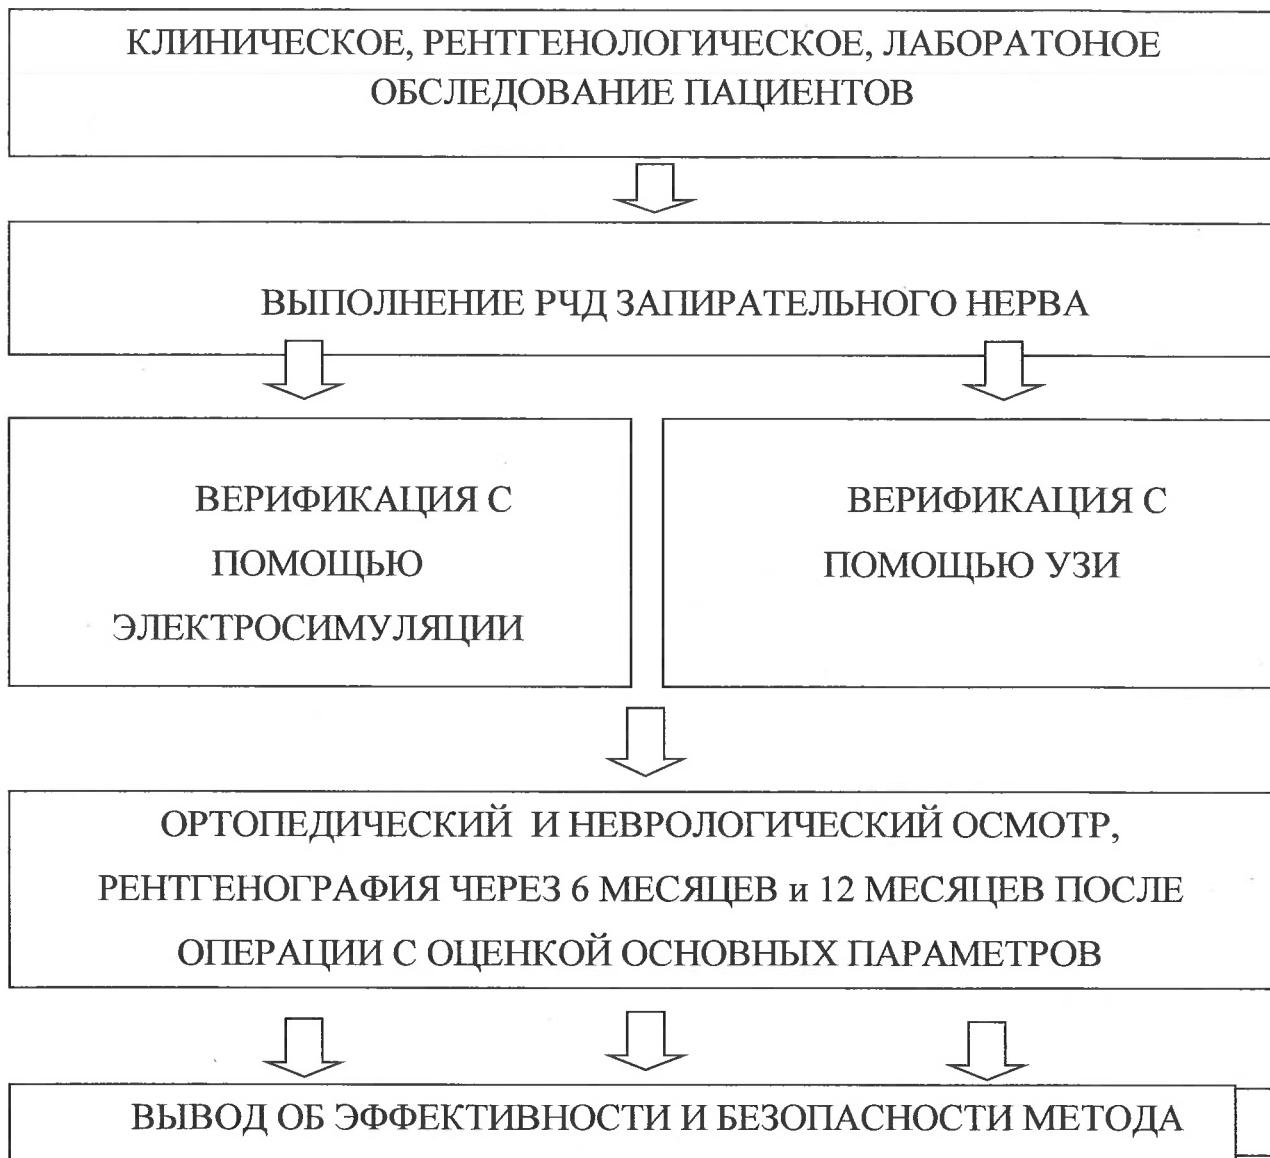 КЛИНИЧЕСКОЕ, РЕНТГЕНОЛОГИЧЕСКОЕ, ЛАБОРАТОНОЕ
ОБСЛЕДОВАНИЕ ПАЦИЕНТОВ
ВЫПОЛНЕНИЕ РЧД ЗАПИРАТЕЛЬНОГО НЕРВА
ВЕРИФИКАЦИЯ С
ПОМОЩЬЮ
ЭЛЕКТРОСИМУЛЯЦИИ
ВЕРИФИКАЦИЯ С
ПОМОЩЬЮ УЗИ
ОРТОПЕДИЧЕСКИЙ И НЕВРОЛОГИЧЕСКИЙ ОСМОТР,
РЕНТГЕНОГРАФИЯ ЧЕРЕЗ 6 МЕСЯЦЕВ и 12 МЕСЯЦЕВ ПОСЛЕ
ОПЕРАЦИИ С ОЦЕНКОЙ ОСНОВНЫХ ПАРАМЕТРОВ
ВЫВОД ОБ ЭФФЕКТИВНОСТИ И БЕЗОПАСНОСТИ МЕТОДА